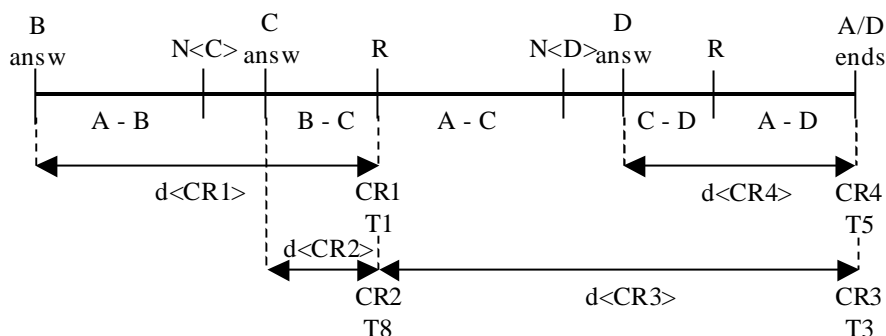 B
answ
N<C>
C
answ
R
N<D>
D
answ
R
A/D
ends
A - B
B - C
A - C
C - D
A - D
d<CR1>
CR1
T1
d<CR4>
CR4
T5
d<CR2>
CR2
T8
d<CR3>
CR3
T3